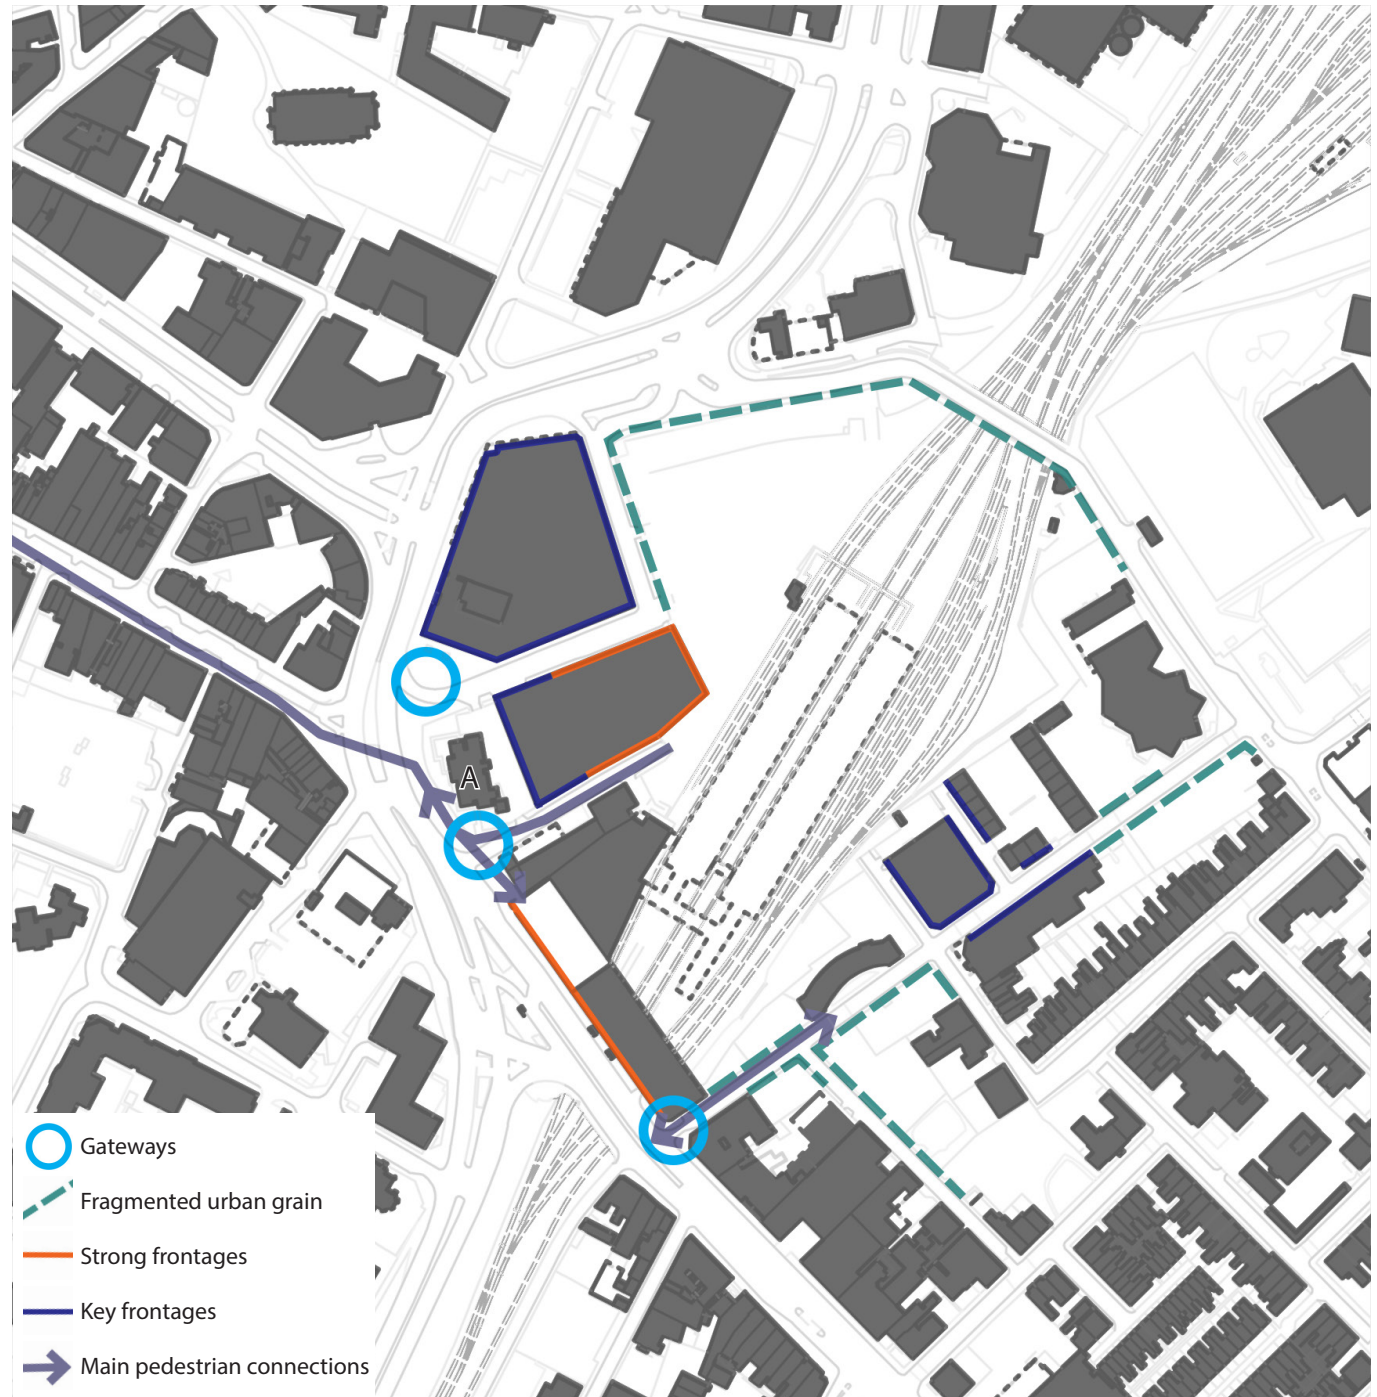 A
Gateways
Fragmented urban grain
Strong frontages
Key frontages
Main pedestrian connections